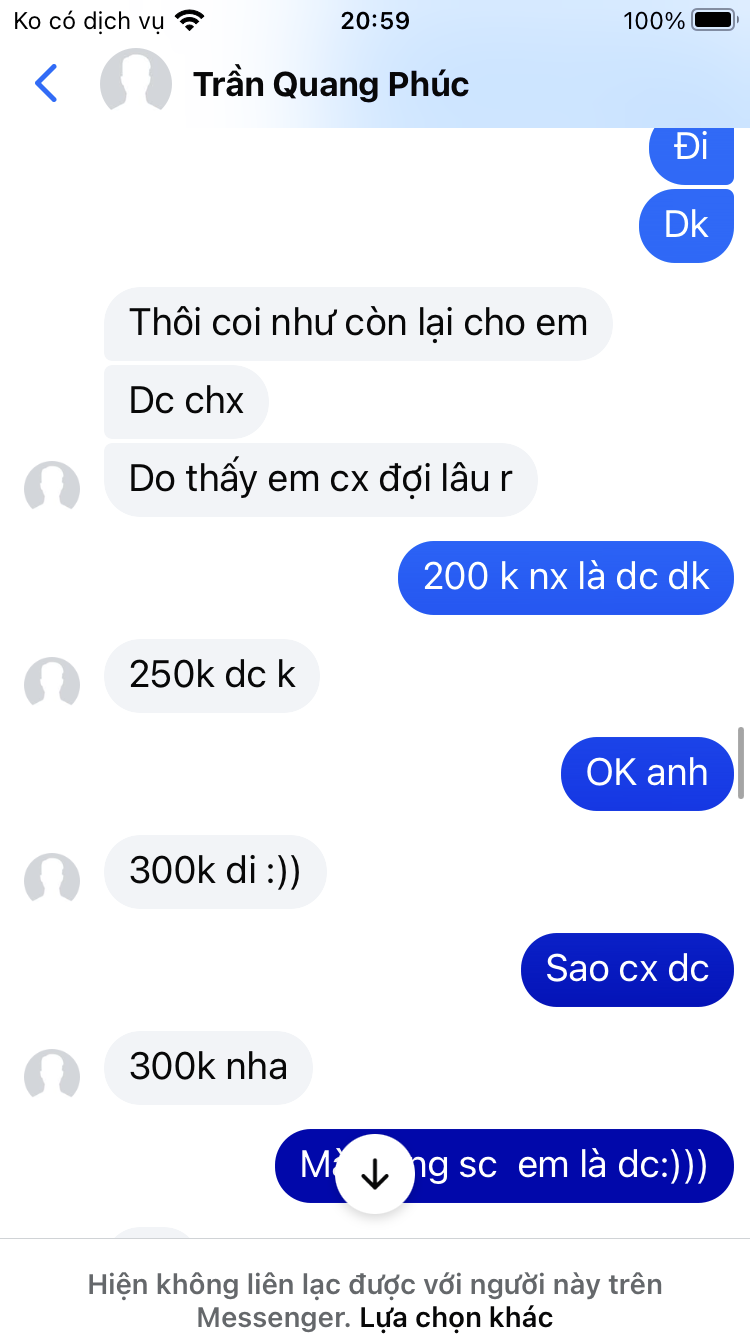 Ko có dịch vụ
20:59
100%
Trần Quang Phúc
Đi
Dk
Thôi coi như còn lại cho em
Dc chx
Do thấy em cx đợi lâu r
200 k nx là dc dk
250k dc k
OK anh
300k di :))
Sao cx dc
300k nha
sc em là dc:)))
Hiện không liên lạc được với người này trên
Messenger. Lựa chọn khác